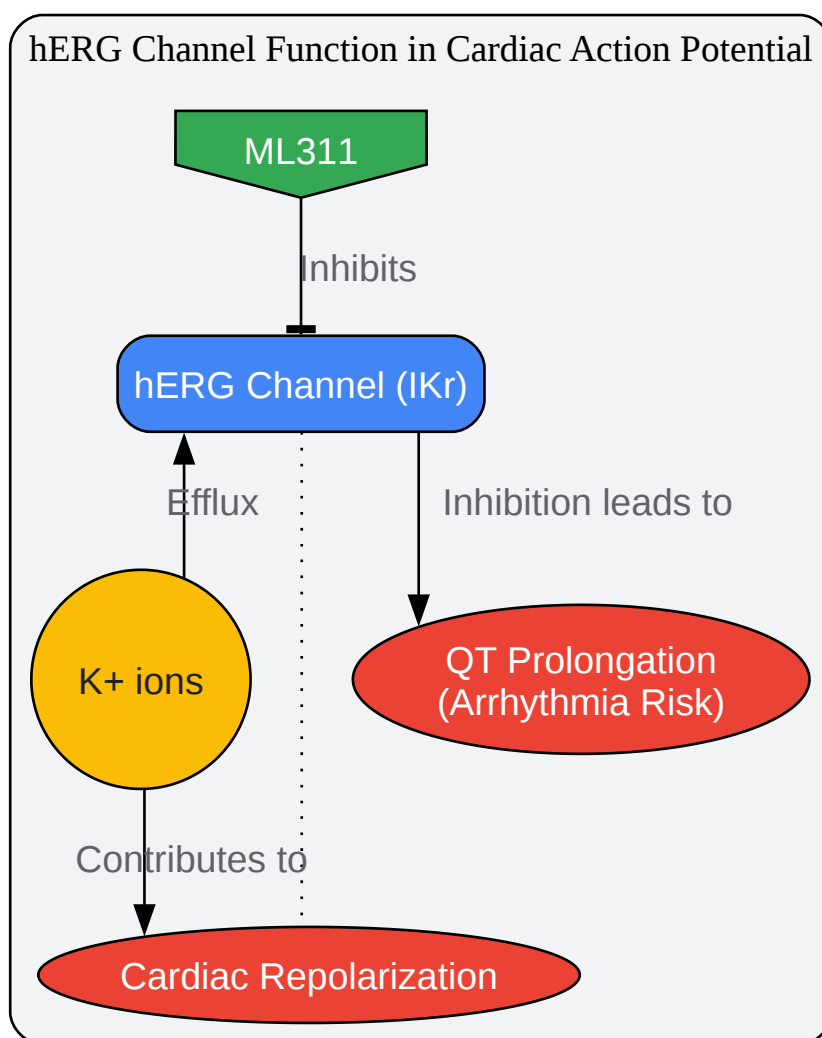 hERG Channel Function in Cardiac Action Potential
ML311
Inhibits
hERG Channel (IKr)
Efflux
Inhibition leads to
K+ ions
QT Prolongation
(Arrhythmia Risk)
Contributes to
Cardiac Repolarization